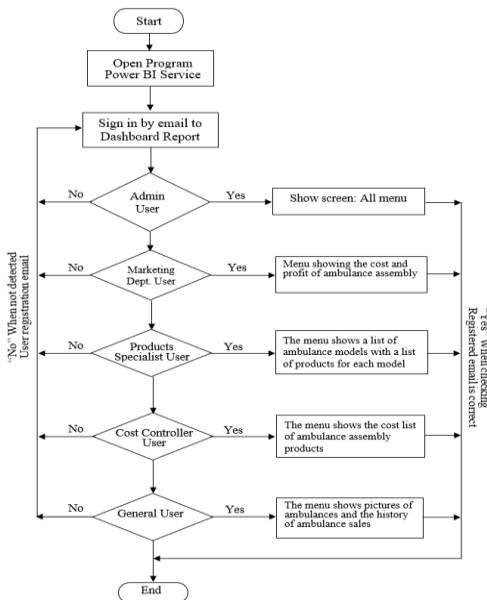 Start
Open Program
Power BI Service
Sign in by email to
Dashboard Report
No
Admin
User
Yes
Show screen: All menu
No
Marketing
Dept. User
Yes
Menu showing the cost and
profit of ambulance assembly
No
Products
Specialist User
Yes
The menu shows a list of
ambulance models with a list
of products for each model
No
Cost Controller
User
Yes
The menu shows the cost list
of ambulance assembly
products
No
General User
Yes
The menu shows pictures of
ambulances and the history
of ambulance sales
End
"No" When not detected
User registration email
"Yes" When checking
Registered email is correct